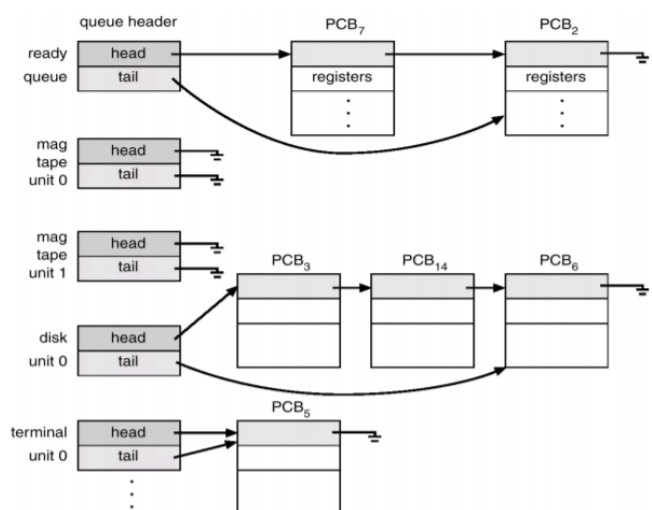 queue header
PCB7
PCB2
ready
head
queue
tail
registers
registers
mag
head
tape
unit 0
tail
mag
head
tape
unit 1
tail
PCB3
PCB14
PCB6
disk
head
unit 0
tail
PCB5
terminal
head
unit 0
tail